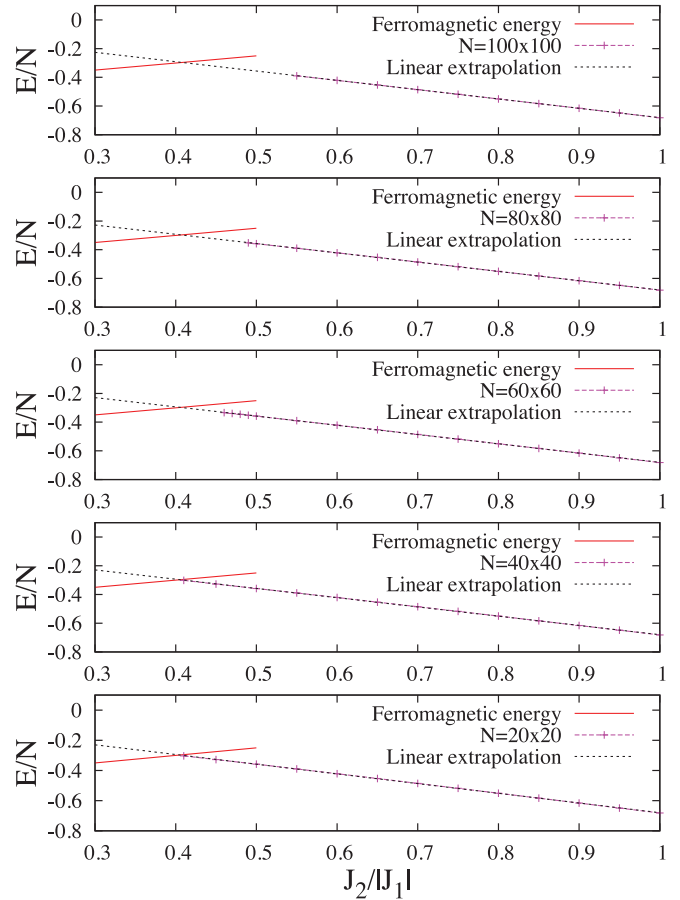 Ferromagnetic energy
N=100x100
Linear extrapolation
E/N
0
-0.2
-0.4
-0.6
-0.8
0.3 0.4 0.5 0.6 0.7 0.8 0.9 1
Ferromagnetic energy
N=80x80
Linear extrapolation
E/N
0
-0.2
-0.4
-0.6
-0.8
0.3 0.4 0.5 0.6 0.7 0.8 0.9 1
Ferromagnetic energy
N=60x60
Linear extrapolation
E/N
0
-0.2
-0.4
-0.6
-0.8
0.3 0.4 0.5 0.6 0.7 0.8 0.9 1
Ferromagnetic energy
N=40x40
Linear extrapolation
E/N
0
-0.2
-0.4
-0.6
-0.8
0.3 0.4 0.5 0.6 0.7 0.8 0.9 1
Ferromagnetic energy
N=20x20
Linear extrapolation
E/N
0
-0.2
-0.4
-0.6
-0.8
0.3 0.4 0.5 0.6 0.7 0.8 0.9 1
J₂/|J₁|